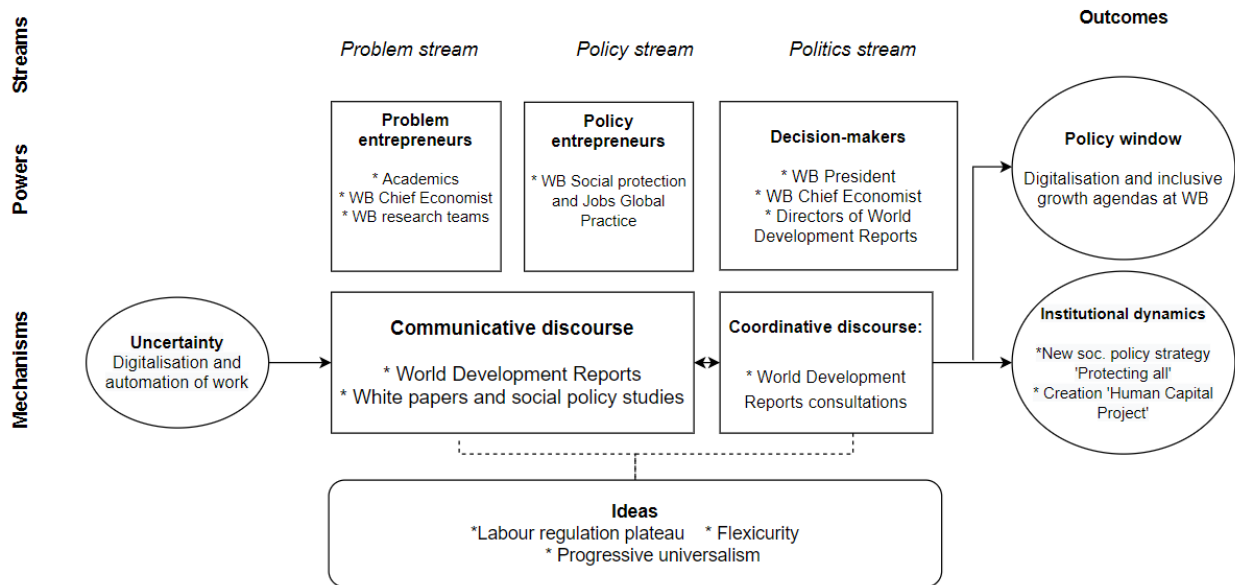 Outcomes
Streams
Problem stream
Policy stream
Politics stream
Powers
Problem
entrepreneurs
* Academics
* WB Chief Economist
* WB research teams
Policy
entrepreneurs
* WB Social protection
and Jobs Global
Practice
Decision-makers
* WB President
* WB Chief Economist
* Directors of World
Development Reports
Policy window
Digitalisation and inclusive
growth agendas at WB
Mechanisms
Uncertainty
Digitalisation and
automation of work
Communicative discourse
* World Development Reports
* White papers and social policy studies
Coordinative discourse:
* World Development
Reports consultations
Institutional dynamics
*New soc. policy strategy
'Protecting all'
* Creation 'Human Capital
Project'
Ideas
*Labour regulation plateau * Flexicurity
* Progressive universalism